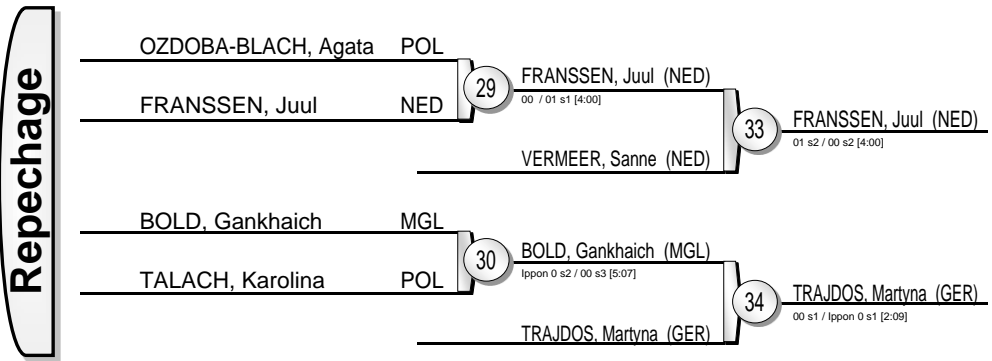 Repechage
OZDOBA-BLACH, Agata POL
FRANSSEN, Juul NED
29
FRANSSEN, Juul (NED)
00 / 01 s1 [4:00]
VERMEER, Sanne (NED)
33
FRANSSEN, Juul (NED)
01 s2 / 00 s2 [4:00]
BOLD, Gankhaich MGL
TALACH, Karolina POL
30
BOLD, Gankhaich (MGL)
Ippon 0 s2 / 00 s3 [5:07]
TRAJDOS, Martyna (GER)
34
TRAJDOS, Martyna (GER)
00 s1 / Ippon 0 s1 [2:09]